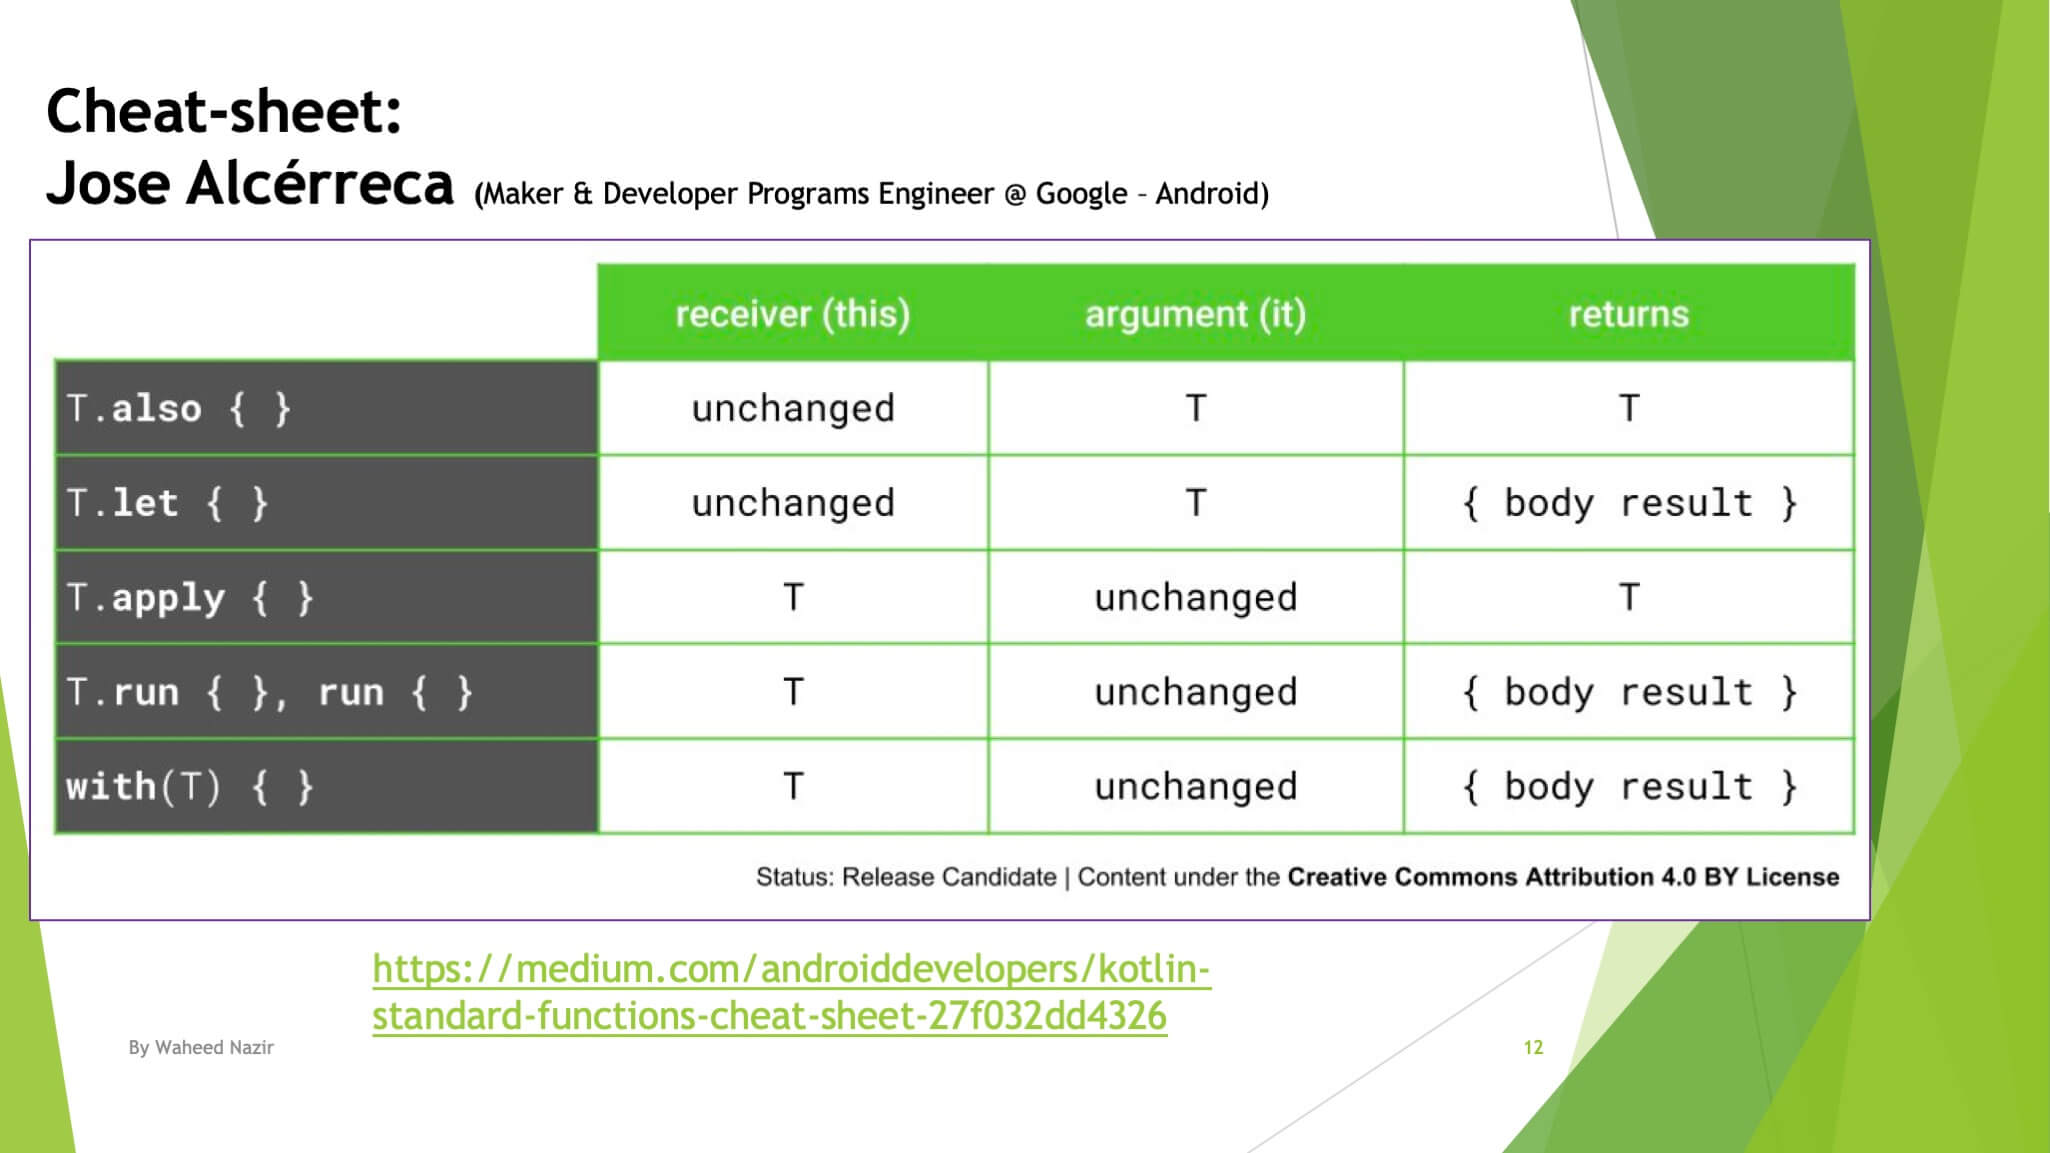 Cheat-sheet:
Jose Alcérreca (Maker & Developer Programs Engineer @ Google – Android)
receiver (this) argument (it) returns
T.also { } unchanged T T
T.let { } unchanged T { body result }
T.apply { } T unchanged T
T.run { }, run { } T unchanged { body result }
with(T) { } T unchanged { body result }
Status: Release Candidate | Content under the Creative Commons Attribution 4.0 BY License
https://medium.com/androiddevelopers/kotlin-
standard-functions-cheat-sheet-27f032dd4326
By Waheed Nazir 12